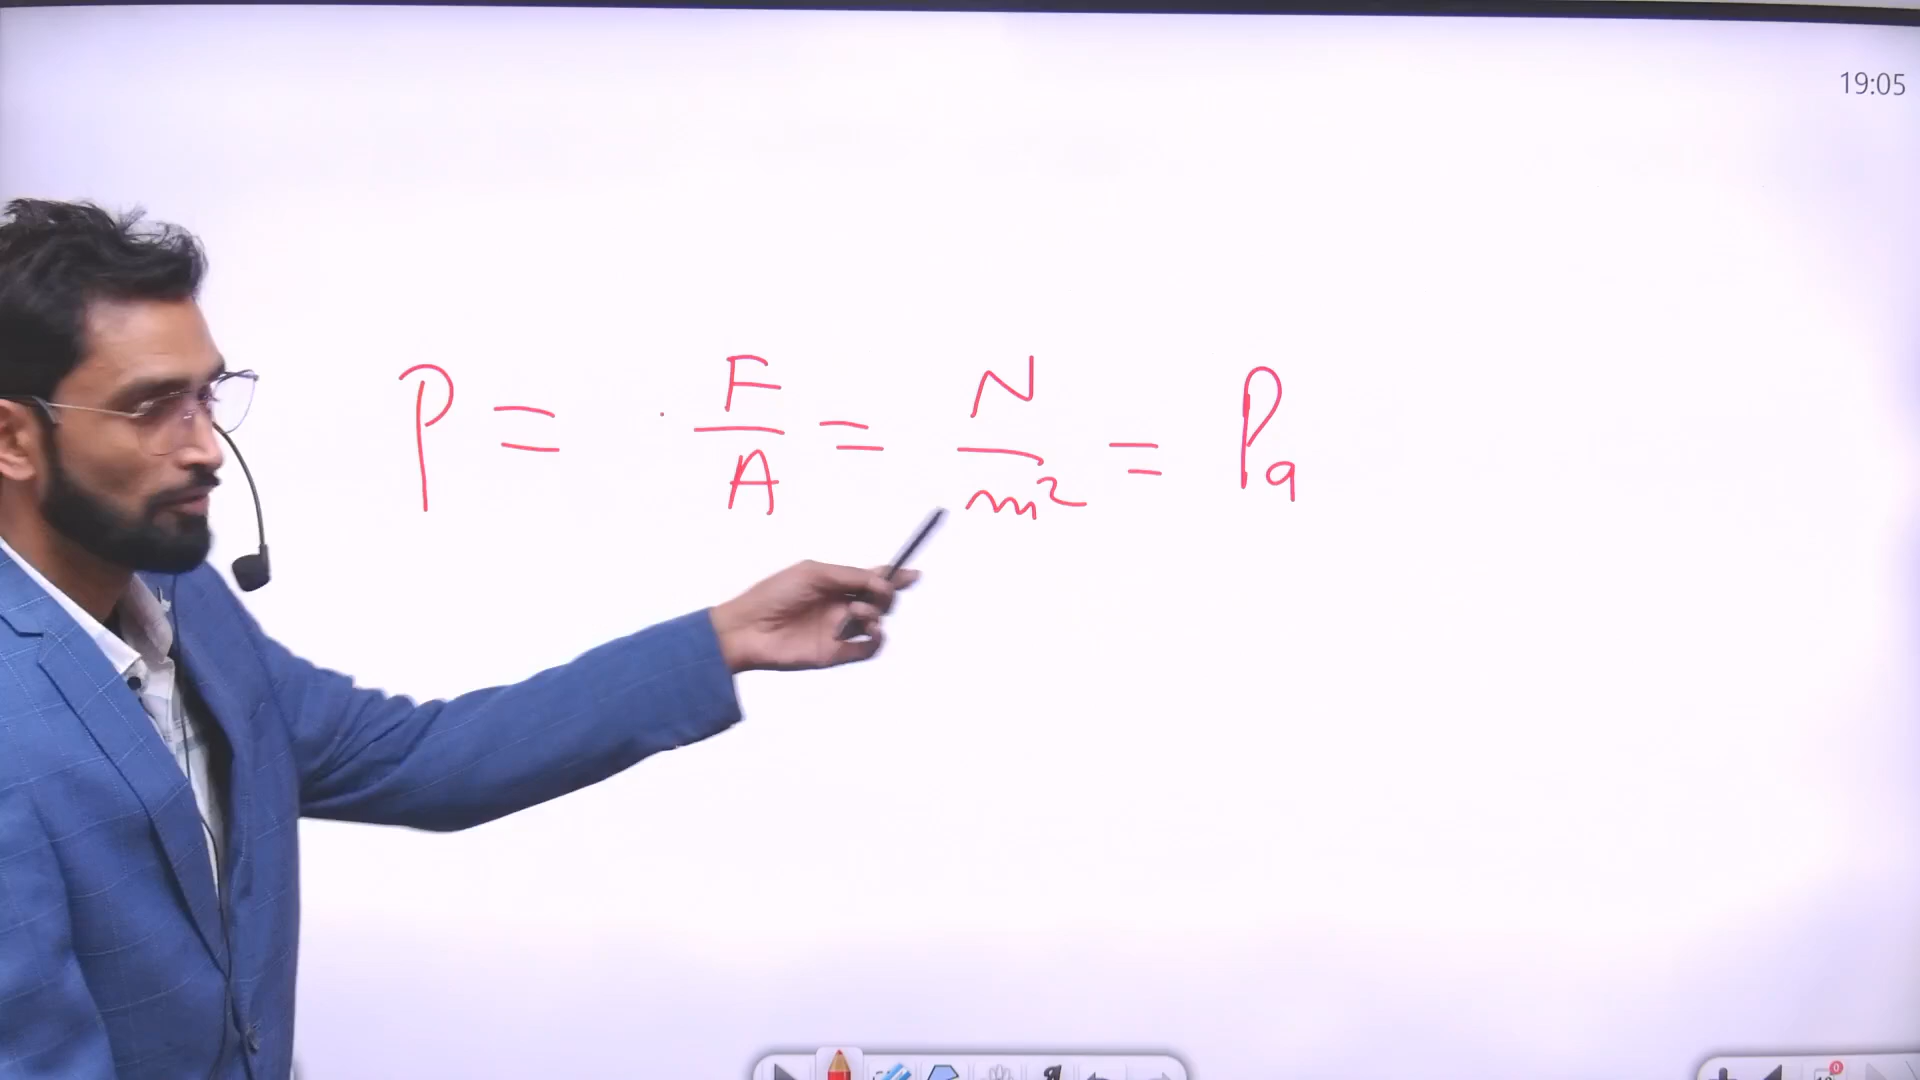 19:05
P = F/A = N/m² = Pa